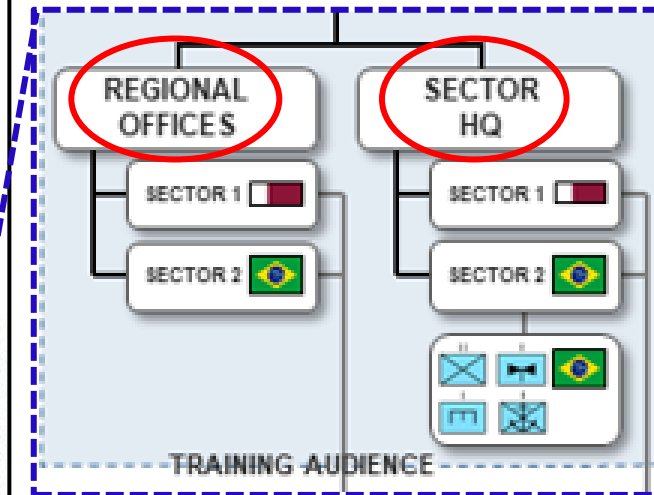 REGIONAL
OFFICES
SECTOR
HQ
SECTOR 1
SECTOR 1
SECTOR 2
SECTOR 2
TRAINING AUDIENCE